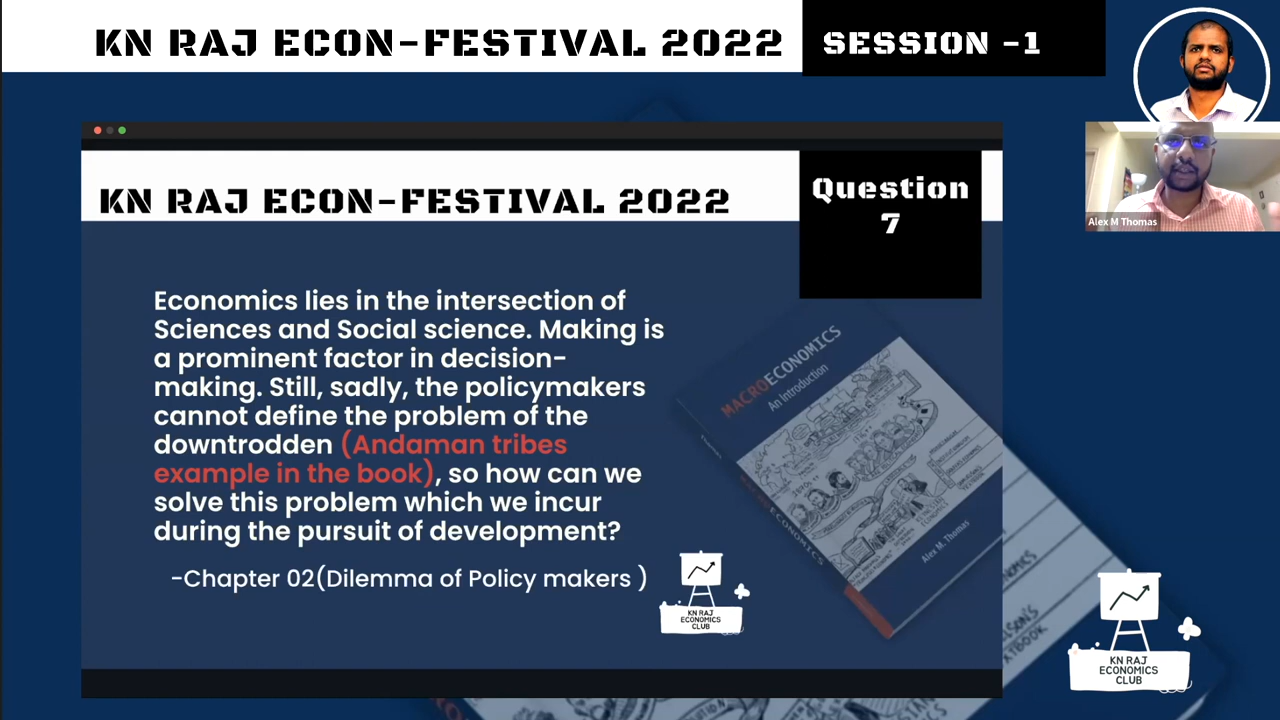 KN RAJ ECON-FESTIVAL 2022
SESSION -1
Alex M Thomas
KN RAJ ECON-FESTIVAL 2022
Question
7
Economics lies in the intersection of
Sciences and Social science. Making is
a prominent factor in decision-
making. Still, sadly, the policymakers
cannot define the problem of the
downtrodden (Andaman tribes
example in the book), so how can we
solve this problem which we incur
during the pursuit of development?
-Chapter 02(Dilemma of Policy makers )
MACROECONOMICS
An Introduction
Alex M. Thomas
MACROECONOMICS
KN RAJ
ECONOMICS
CLUB
KN RAJ
ECONOMICS
CLUB